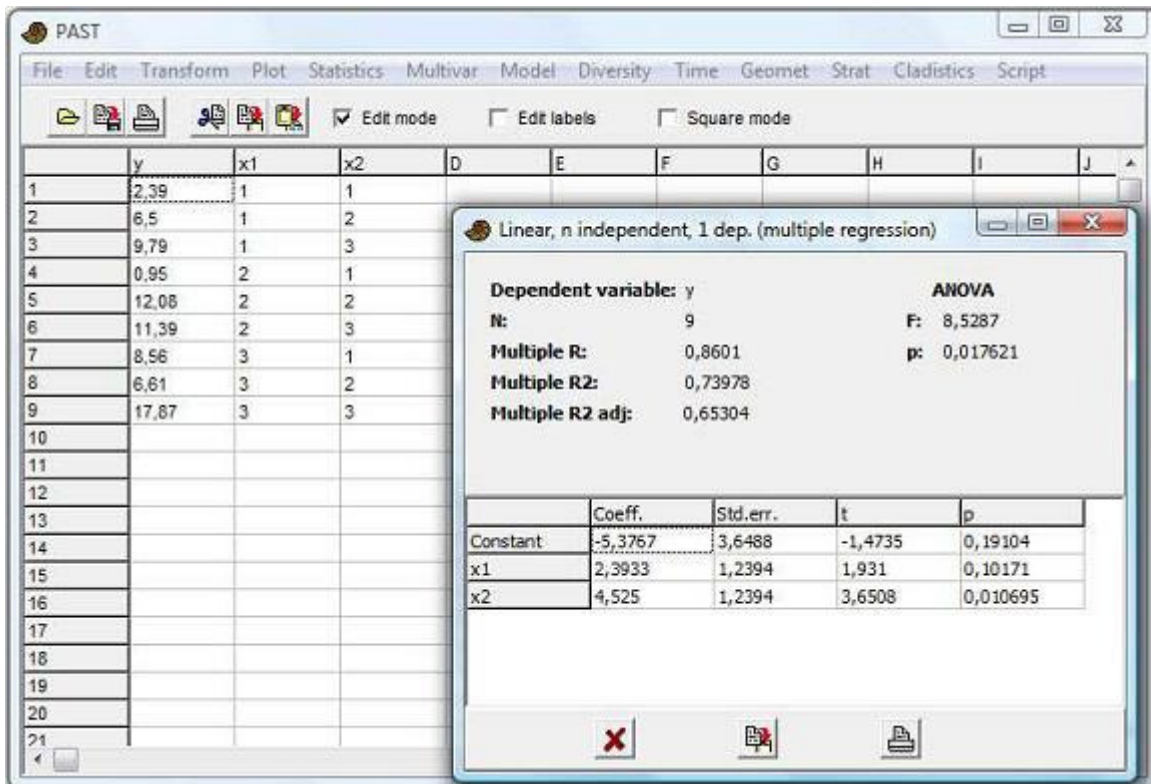 PAST
File Edit Transform Plot Statistics Multivar Model Diversity Time Geomet Strat Cladistics Script
Edit mode Edit labels Square mode
y x1 x2 D E F G H I J
1 2,39 1 1
2 6,5 1 2
3 9,79 1 3
4 0,95 2 1
5 12,08 2 2
6 11,39 2 3
7 8,56 3 1
8 6,61 3 2
9 17,87 3 3
10
11
12
13
14
15
16
17
18
19
20
21
Linear, n independent, 1 dep. (multiple regression)
Dependent variable: y ANOVA
N: 9 F: 8,5287
Multiple R: 0,8601 p: 0,017621
Multiple R2: 0,73978
Multiple R2 adj: 0,65304
Coeff. Std.err. t p
Constant -5,3767 3,6488 -1,4735 0,19104
x1 2,3933 1,2394 1,931 0,10171
x2 4,525 1,2394 3,6508 0,010695